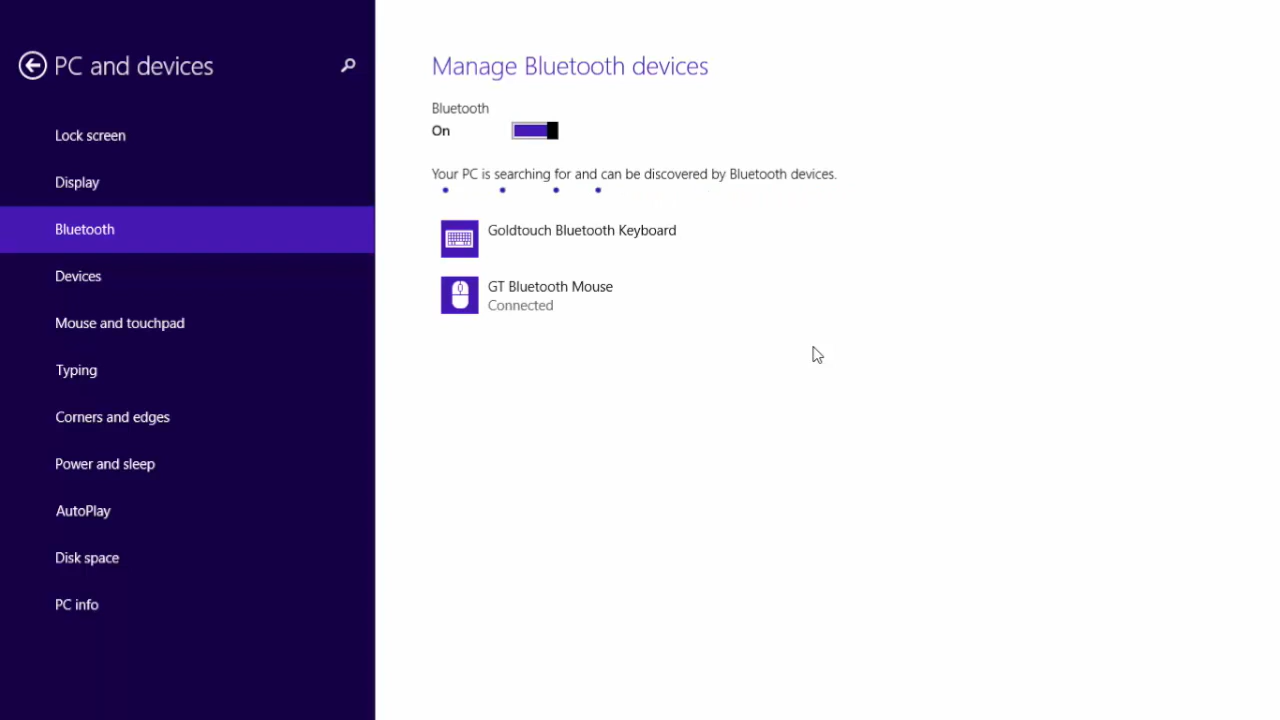 PC and devices
Lock screen
Display
Bluetooth
Devices
Mouse and touchpad
Typing
Corners and edges
Power and sleep
AutoPlay
Disk space
PC info
Manage Bluetooth devices
Bluetooth
On
Your PC is searching for and can be discovered by Bluetooth devices.
Goldtouch Bluetooth Keyboard
GT Bluetooth Mouse
Connected